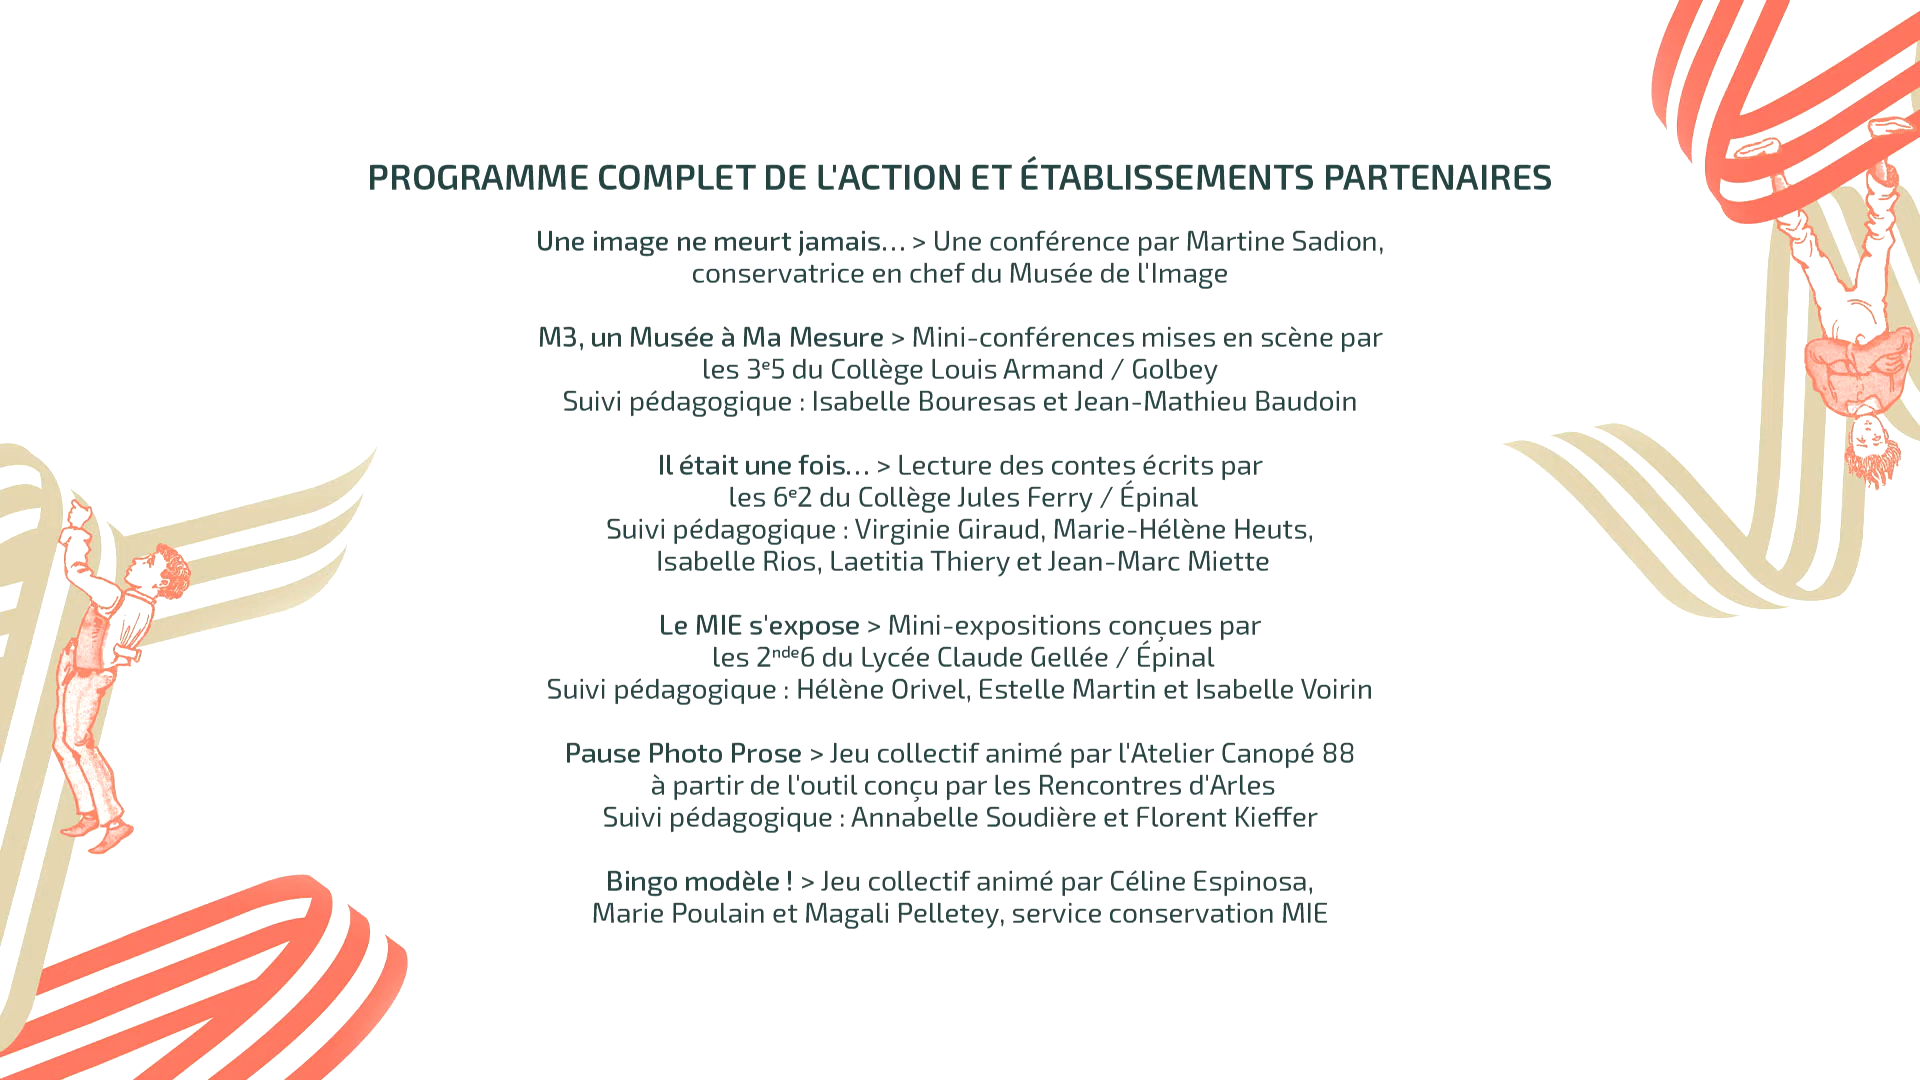 PROGRAMME COMPLET DE L'ACTION ET ÉTABLISSEMENTS PARTENAIRES
Une image ne meurt jamais… > Une conférence par Martine Sadion,
conservatrice en chef du Musée de l'Image
M3, un Musée à Ma Mesure > Mini-conférences mises en scène par
les 3ᵉ5 du Collège Louis Armand / Golbey
Suivi pédagogique : Isabelle Bouresas et Jean-Mathieu Baudoin
Il était une fois… > Lecture des contes écrits par
les 6ᵉ2 du Collège Jules Ferry / Épinal
Suivi pédagogique : Virginie Giraud, Marie-Hélène Heuts,
Isabelle Rios, Laetitia Thiery et Jean-Marc Miette
Le MIE s'expose > Mini-expositions conçues par
les 2ⁿᵈᵉ6 du Lycée Claude Gellée / Épinal
Suivi pédagogique : Hélène Orivel, Estelle Martin et Isabelle Voirin
Pause Photo Prose > Jeu collectif animé par l'Atelier Canopé 88
à partir de l'outil conçu par les Rencontres d'Arles
Suivi pédagogique : Annabelle Soudière et Florent Kieffer
Bingo modèle ! > Jeu collectif animé par Céline Espinosa,
Marie Poulain et Magali Pelletey, service conservation MIE